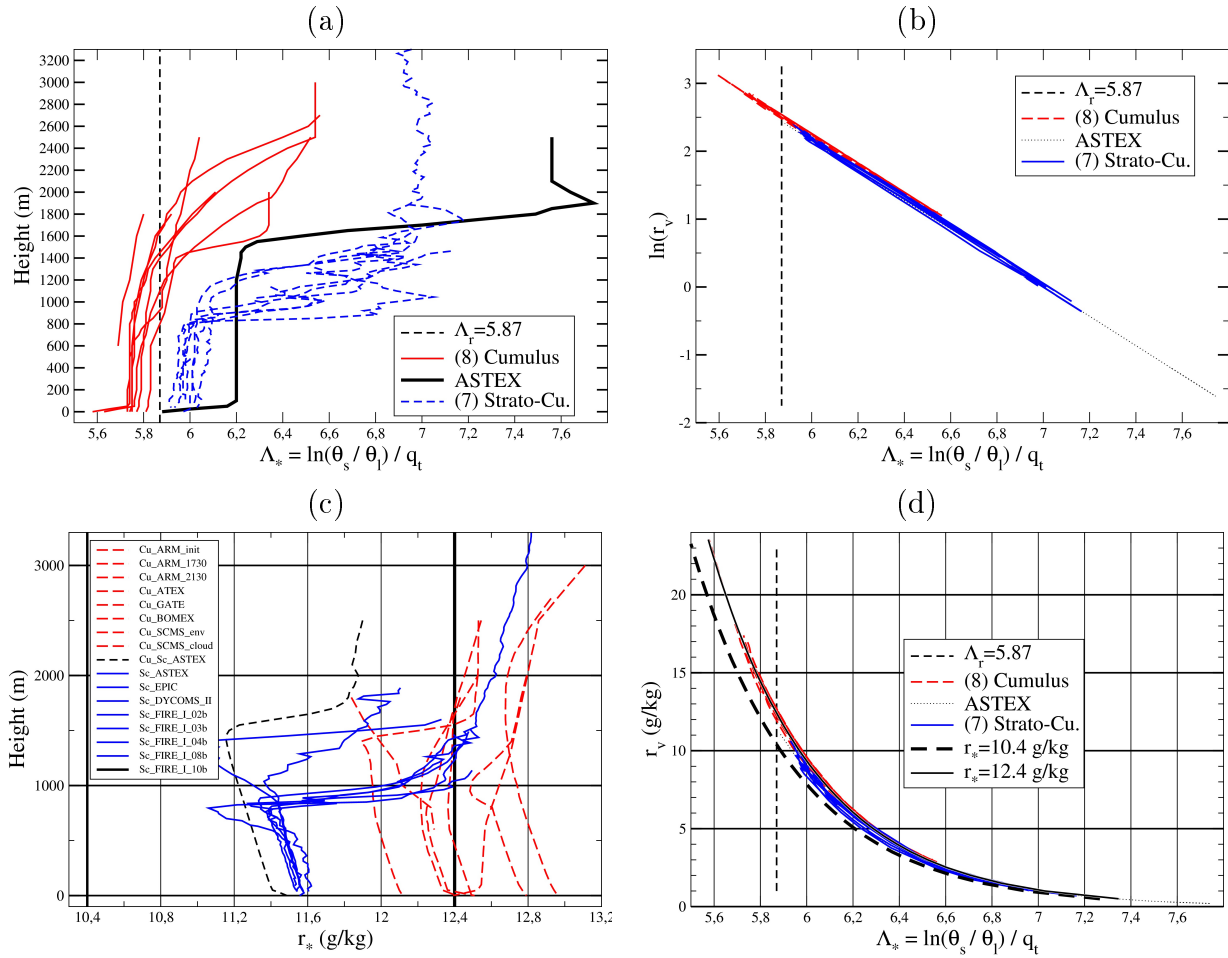 (a)
3200
3000
2800
2600
2400
2200
2000
1800
1600
1400
1200
1000
800
600
400
200
0
Height (m)
5,6 5,8 6 6,2 6,4 6,6 6,8 7 7,2 7,4 7,6
Λ* = ln(θs / θl) / qt
Λr=5.87
(8) Cumulus
ASTEX
(7) Strato-Cu.
(b)
3
2
1
0
-1
-2
ln(rv)
5,6 5,8 6 6,2 6,4 6,6 6,8 7 7,2 7,4 7,6
Λ* = ln(θs / θl) / qt
Λr=5.87
(8) Cumulus
ASTEX
(7) Strato-Cu.
(c)
3000
2000
1000
0
Height (m)
10,4 10,8 11,2 11,6 12 12,4 12,8 13,2
r* (g/kg)
Cu_ARM_init
Cu_ARM_1730
Cu_ARM_2130
Cu_ATEX
Cu_GATE
Cu_BOMEX
Cu_SCMS_env
Cu_SCMS_cloud
Cu_Sc_ASTEX
Sc_ASTEX
Sc_EPIC
Sc_DYCOMS_II
Sc_FIRE_I_02b
Sc_FIRE_I_03b
Sc_FIRE_I_04b
Sc_FIRE_I_08b
Sc_FIRE_I_10b
(d)
20
15
10
5
0
rv (g/kg)
5,6 5,8 6 6,2 6,4 6,6 6,8 7 7,2 7,4 7,6
Λ* = ln(θs / θl) / qt
Λr=5.87
(8) Cumulus
ASTEX
(7) Strato-Cu.
r*=10.4 g/kg
r*=12.4 g/kg